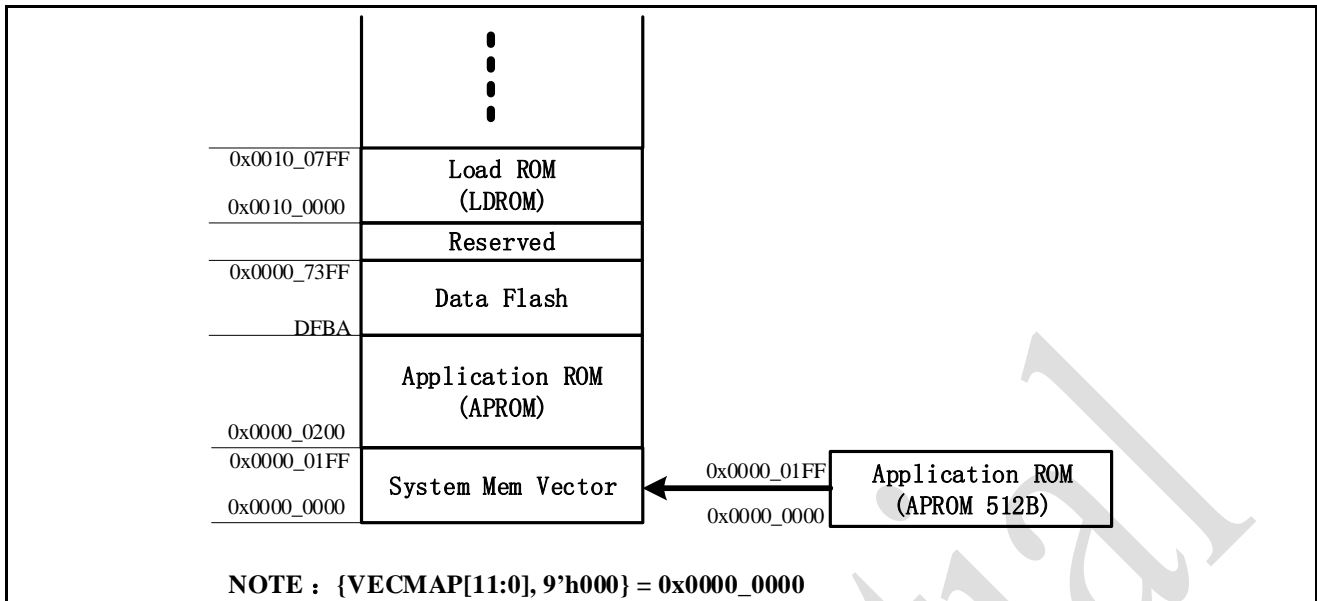 0x0010_07FF
Load ROM
(LDROM)
0x0010_0000
Reserved
0x0000_73FF
Data Flash
DFBA
Application ROM
(APROM)
0x0000_0200
0x0000_01FF
System Mem Vector
0x0000_0000
0x0000_01FF
Application ROM
(APROM 512B)
0x0000_0000
NOTE：{VECMAP[11:0], 9’h000} = 0x0000_0000